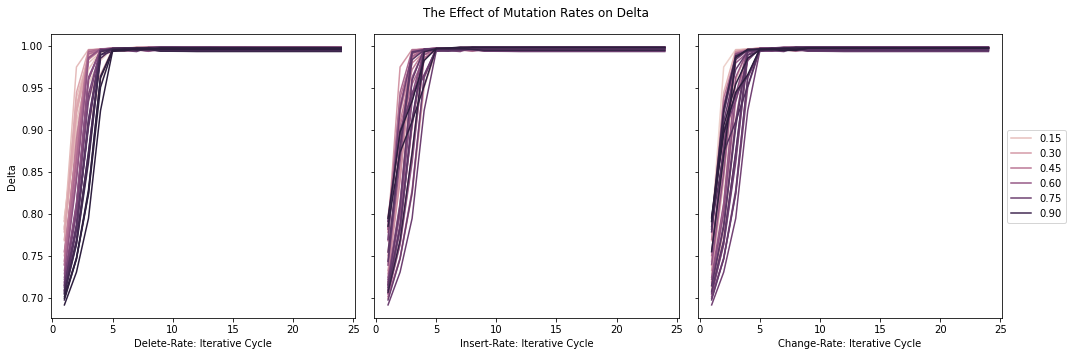 The Effect of Mutation Rates on Delta
Delta
1.00
0.95
0.90
0.85
0.80
0.75
0.70
0 5 10 15 20 25
0 5 10 15 20 25
0 5 10 15 20 25
Delete-Rate: Iterative Cycle
Insert-Rate: Iterative Cycle
Change-Rate: Iterative Cycle
0.15
0.30
0.45
0.60
0.75
0.90